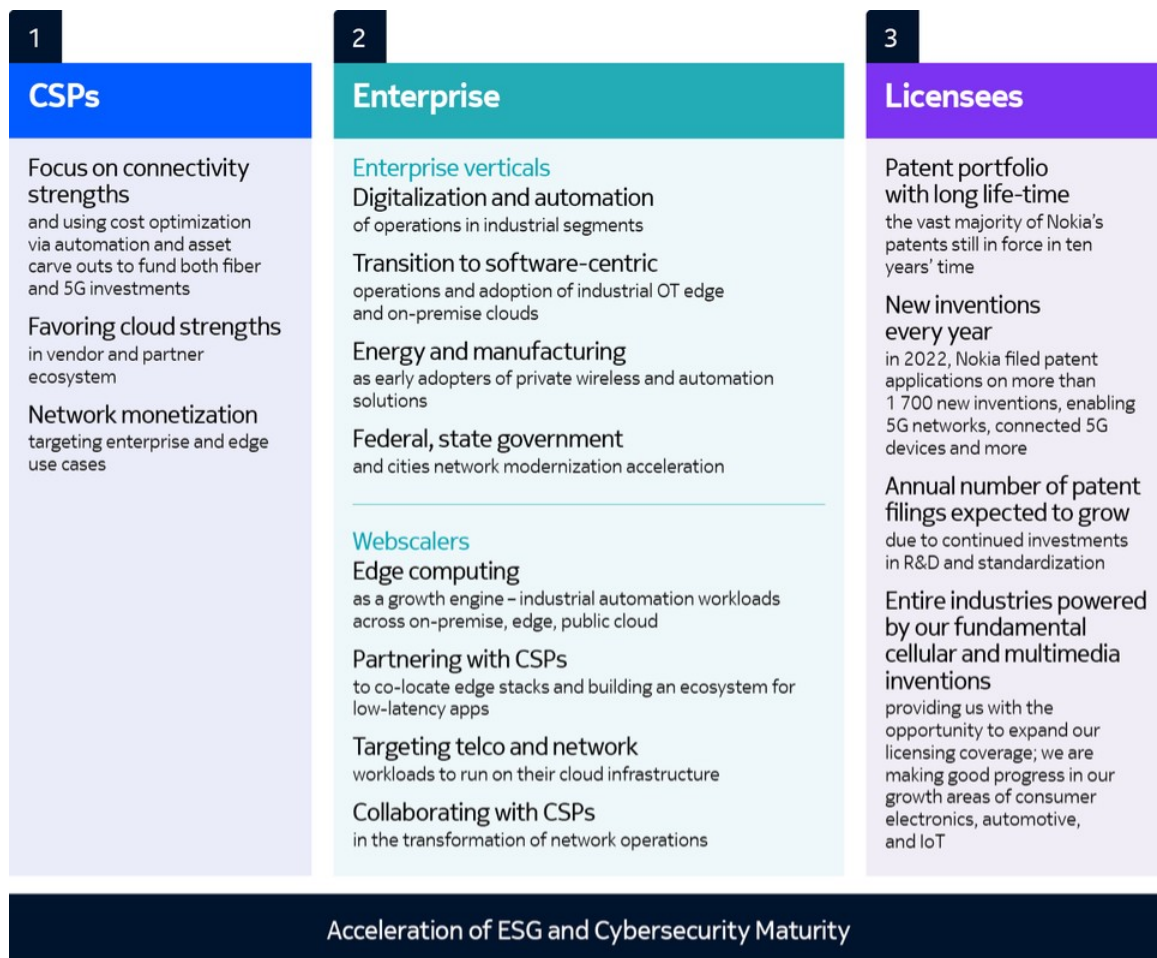 1
CSPs
Focus on connectivity
strengths
and using cost optimization
via automation and asset
carve outs to fund both fiber
and 5G investments
Favoring cloud strengths
in vendor and partner
ecosystem
Network monetization
targeting enterprise and edge
use cases
2
Enterprise
Enterprise verticals
Digitalization and automation
of operations in industrial segments
Transition to software-centric
operations and adoption of industrial OT edge
and on-premise clouds
Energy and manufacturing
as early adopters of private wireless and automation
solutions
Federal, state government
and cities network modernization acceleration
Webscalers
Edge computing
as a growth engine – industrial automation workloads
across on-premise, edge, public cloud
Partnering with CSPs
to co-locate edge stacks and building an ecosystem for
low-latency apps
Targeting telco and network
workloads to run on their cloud infrastructure
Collaborating with CSPs
in the transformation of network operations
3
Licensees
Patent portfolio
with long life-time
the vast majority of Nokia’s
patents still in force in ten
years’ time
New inventions
every year
in 2022, Nokia filed patent
applications on more than
1 700 new inventions, enabling
5G networks, connected 5G
devices and more
Annual number of patent
filings expected to grow
due to continued investments
in R&D and standardization
Entire industries powered
by our fundamental
cellular and multimedia
inventions
providing us with the
opportunity to expand our
licensing coverage; we are
making good progress in our
growth areas of consumer
electronics, automotive,
and IoT
Acceleration of ESG and Cybersecurity Maturity